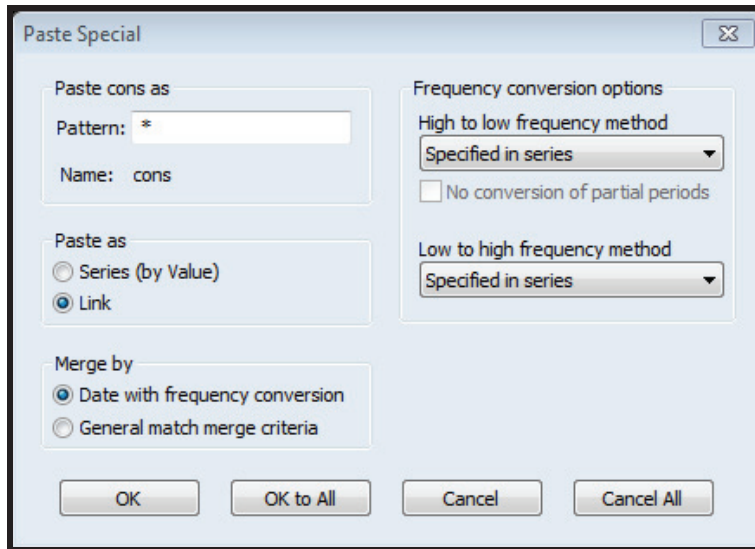 Paste Special
Paste cons as
Pattern: *
Name: cons
Paste as
Series (by Value)
Link
Merge by
Date with frequency conversion
General match merge criteria
Frequency conversion options
High to low frequency method
Specified in series
No conversion of partial periods
Low to high frequency method
Specified in series
OK
OK to All
Cancel
Cancel All